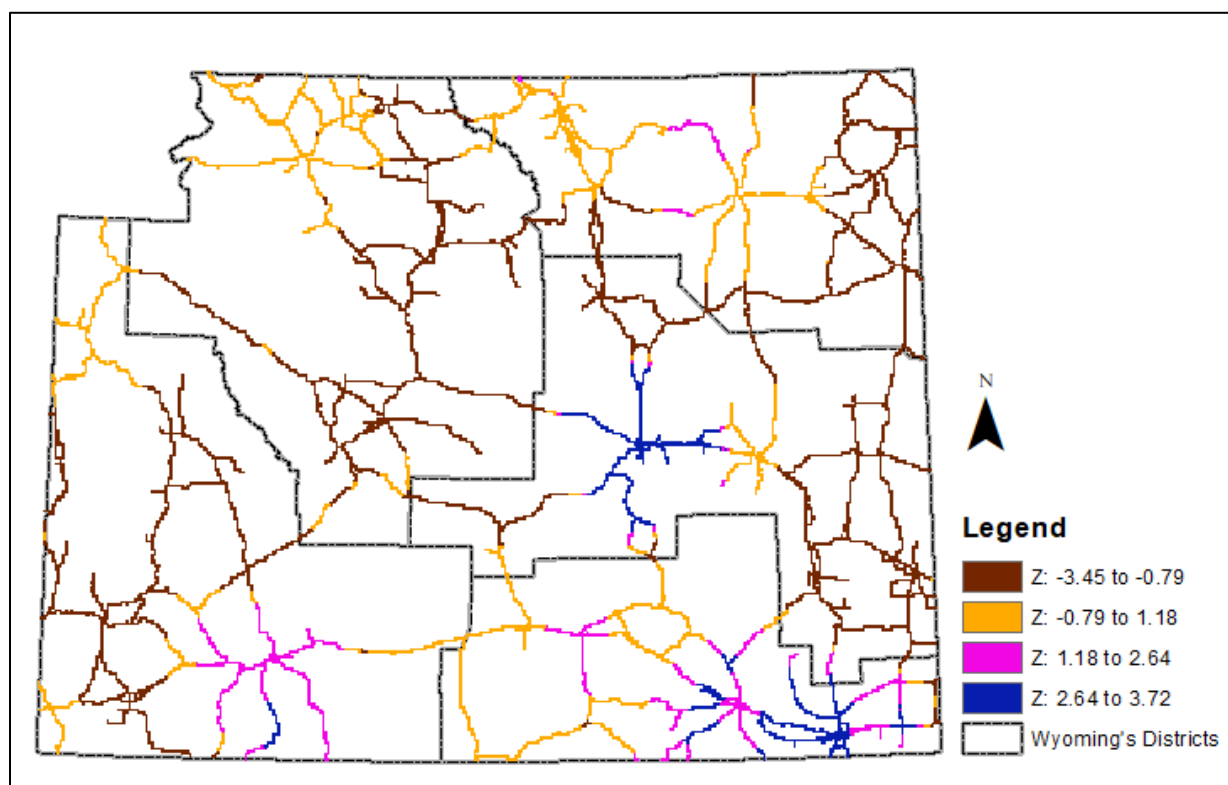 N
Legend
Z: -3.45 to -0.79
Z: -0.79 to 1.18
Z: 1.18 to 2.64
Z: 2.64 to 3.72
Wyoming's Districts